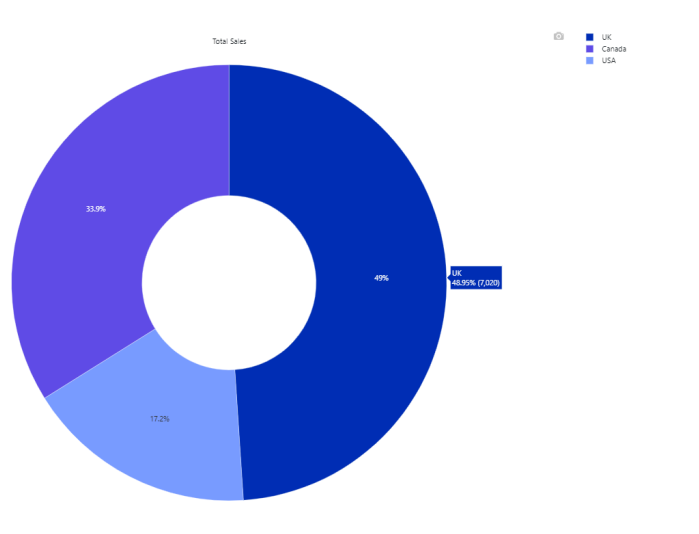 Total Sales
UK
Canada
USA
33.9%
49%
UK
48.95% (7,020)
17.2%